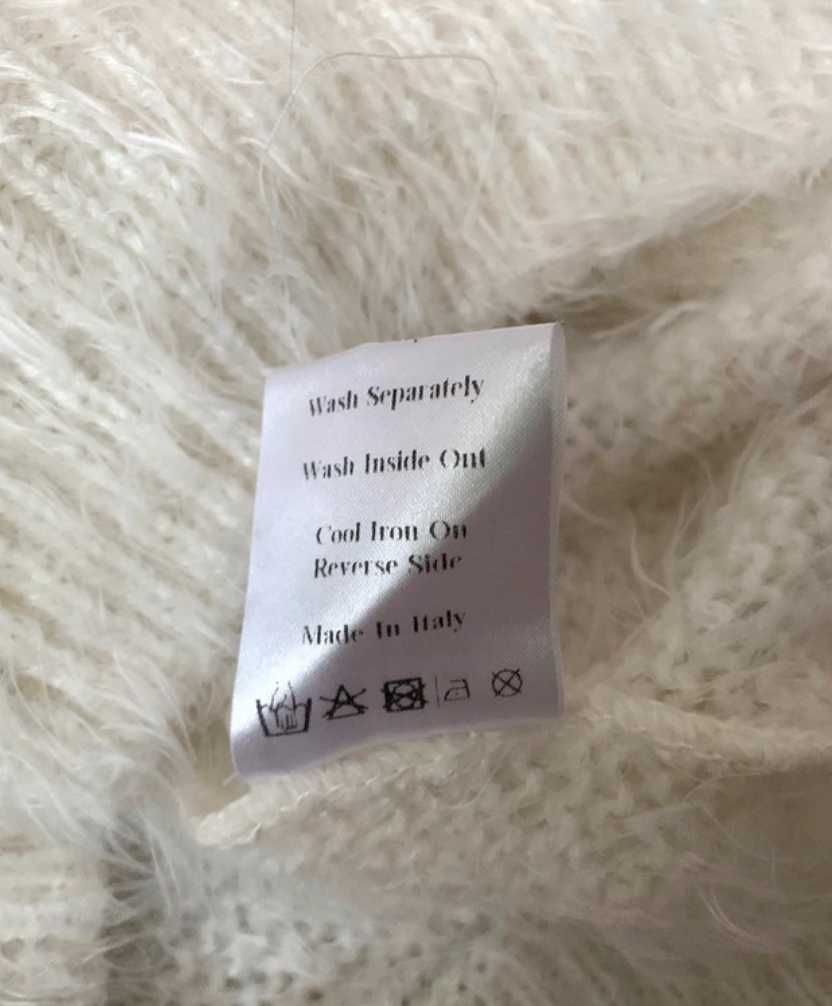 Wash Separately
Wash Inside Out
Cool Iron On
Reverse Side
Made In Italy